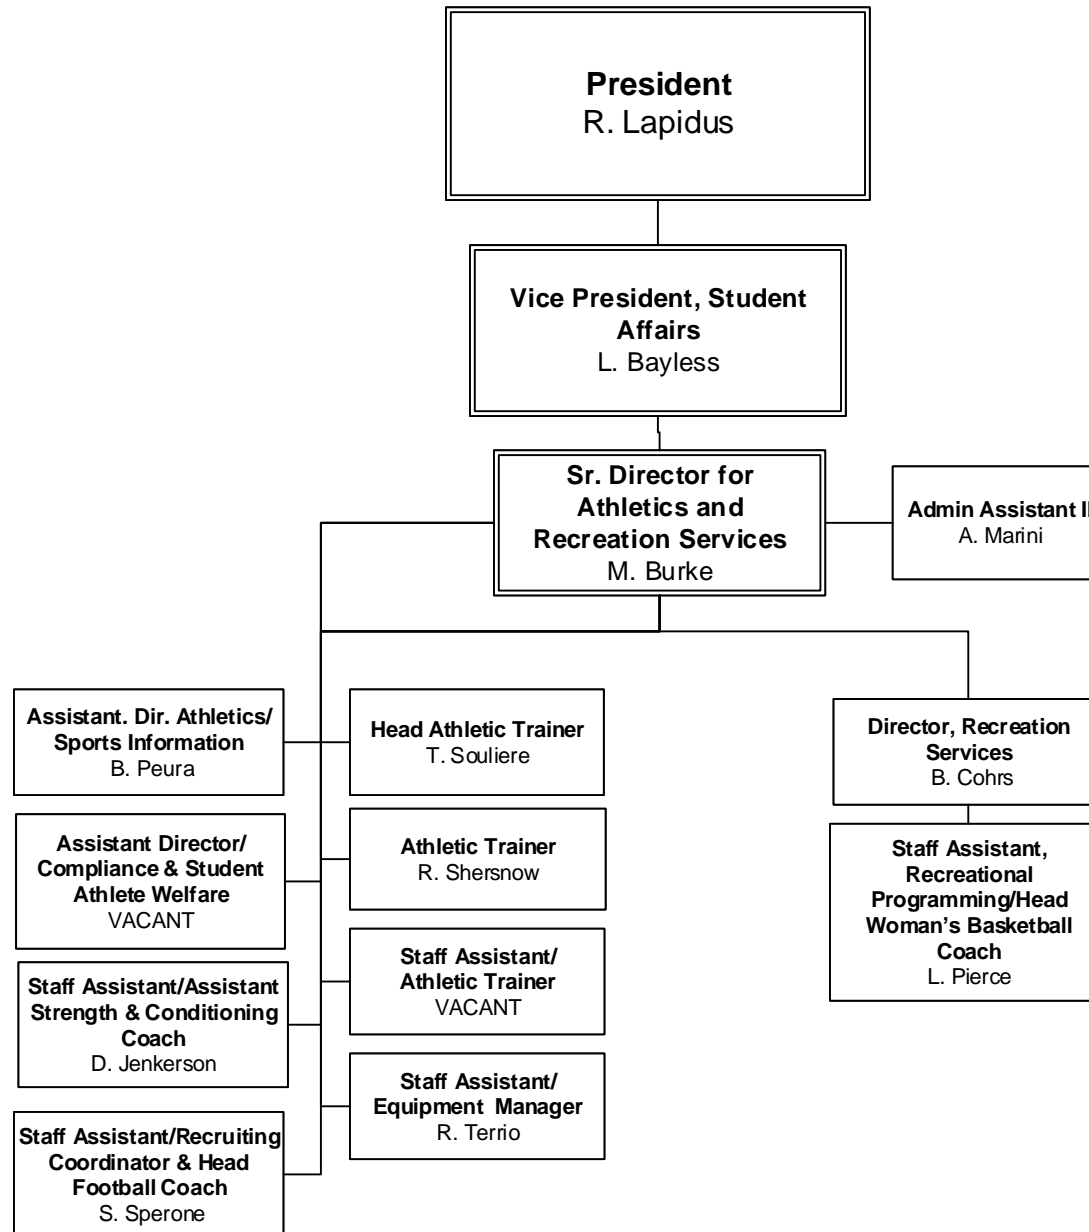 President
R. Lapidus
Vice President, Student
Affairs
L. Bayless
Sr. Director for
Athletics and
Recreation Services
M. Burke
Admin Assistant II
A. Marini
Assistant. Dir. Athletics/
Sports Information
B. Peura
Head Athletic Trainer
T. Souliere
Director, Recreation
Services
B. Cohrs
Assistant Director/
Compliance & Student
Athlete Welfare
VACANT
Athletic Trainer
R. Shersnow
Staff Assistant,
Recreational
Programming/Head
Woman's Basketball
Coach
L. Pierce
Staff Assistant/Assistant
Strength & Conditioning
Coach
D. Jenkerson
Staff Assistant/
Athletic Trainer
VACANT
Staff Assistant/
Equipment Manager
R. Terrio
Staff Assistant/Recruiting
Coordinator & Head
Football Coach
S. Sperone